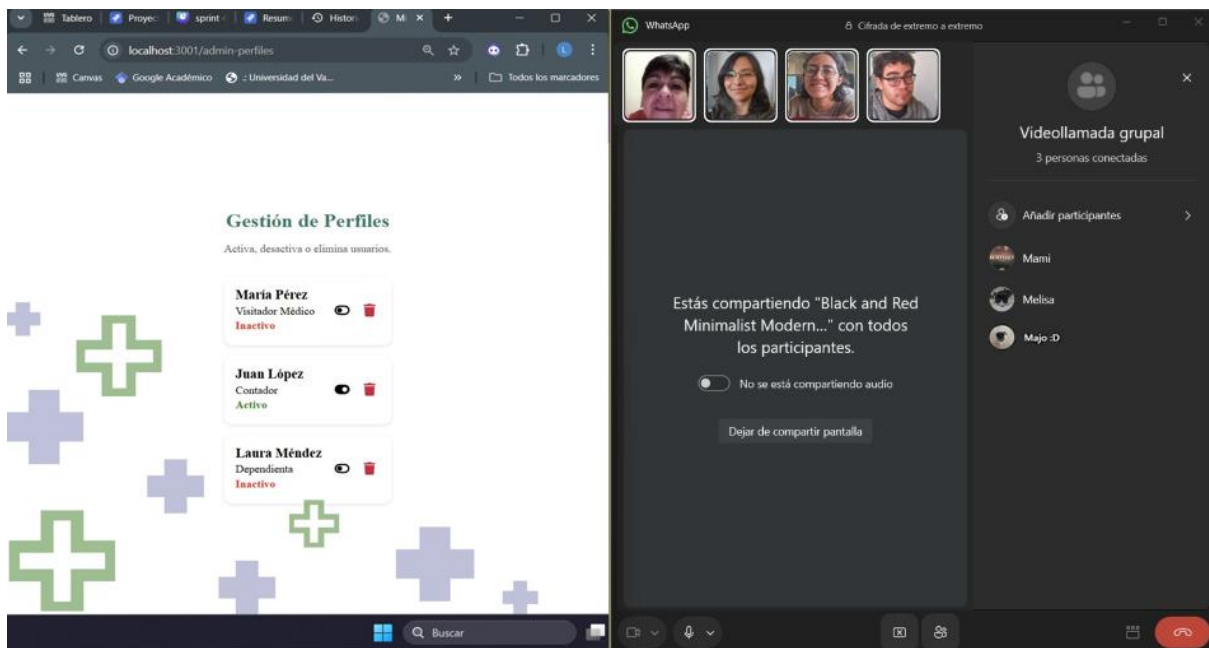 Tablero
Proyec
sprint
Resum
Histori
M
localhost:3001/admin-perfiles
Canvas
Google Académico
.: Universidad del Va...
Todos los marcadores
Gestión de Perfiles
Activa, desactiva o elimina usuarios.
María Pérez
Visitador Médico
Inactivo
Juan López
Contador
Activo
Laura Méndez
Dependienta
Inactivo
Buscar
WhatsApp
Cifrada de extremo a extremo
Estás compartiendo "Black and Red
Minimalist Modern..." con todos
los participantes.
No se está compartiendo audio
Dejar de compartir pantalla
Videollamada grupal
3 personas conectadas
Añadir participantes
Mami
Melisa
Majo :D